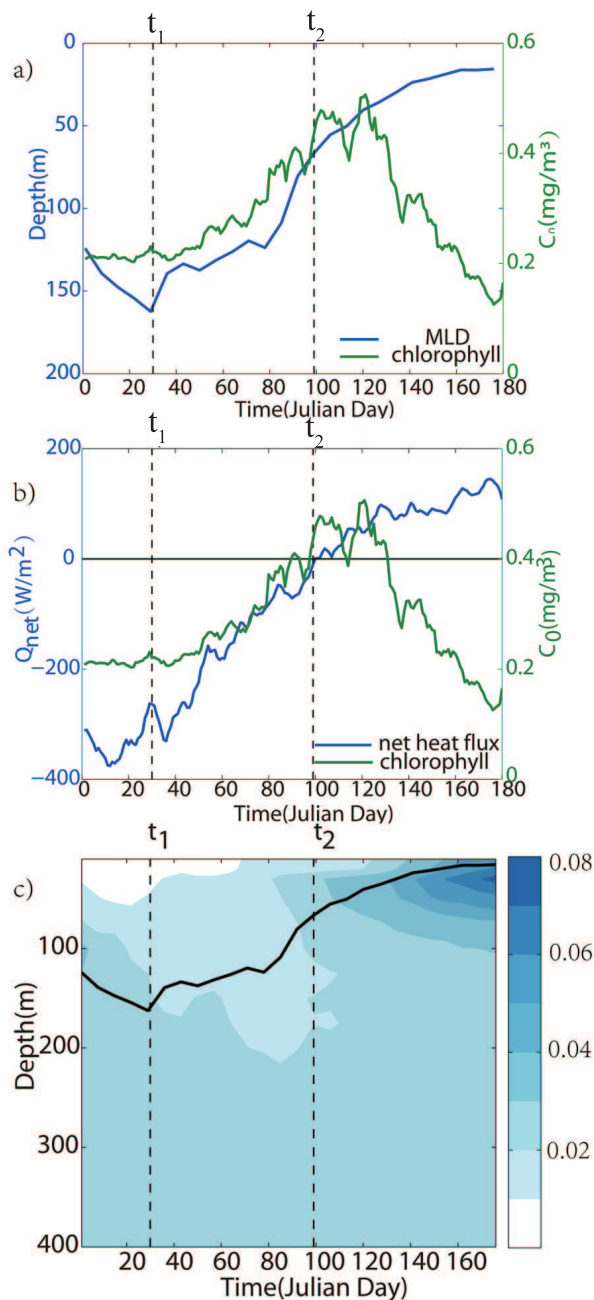 t₁ t₂
a)
0
50
100
150
200
Depth(m)
0.6
0.4
0.2
0
Cₙ(mg/m³)
MLD
chlorophyll
0 20 40 60 80 100 120 140 160 180
Time(Julian Day)
t₁ t₂
b)
200
0
−200
−400
Qnet(W/m²)
0.6
0.4
0.2
0
C₀(mg/m³)
net heat flux
chlorophyll
0 20 40 60 80 100 120 140 160 180
Time(Julian Day)
t₁ t₂
c)
100
200
300
400
Depth(m)
0.08
0.06
0.04
0.02
20 40 60 80 100 120 140 160
Time(Julian Day)